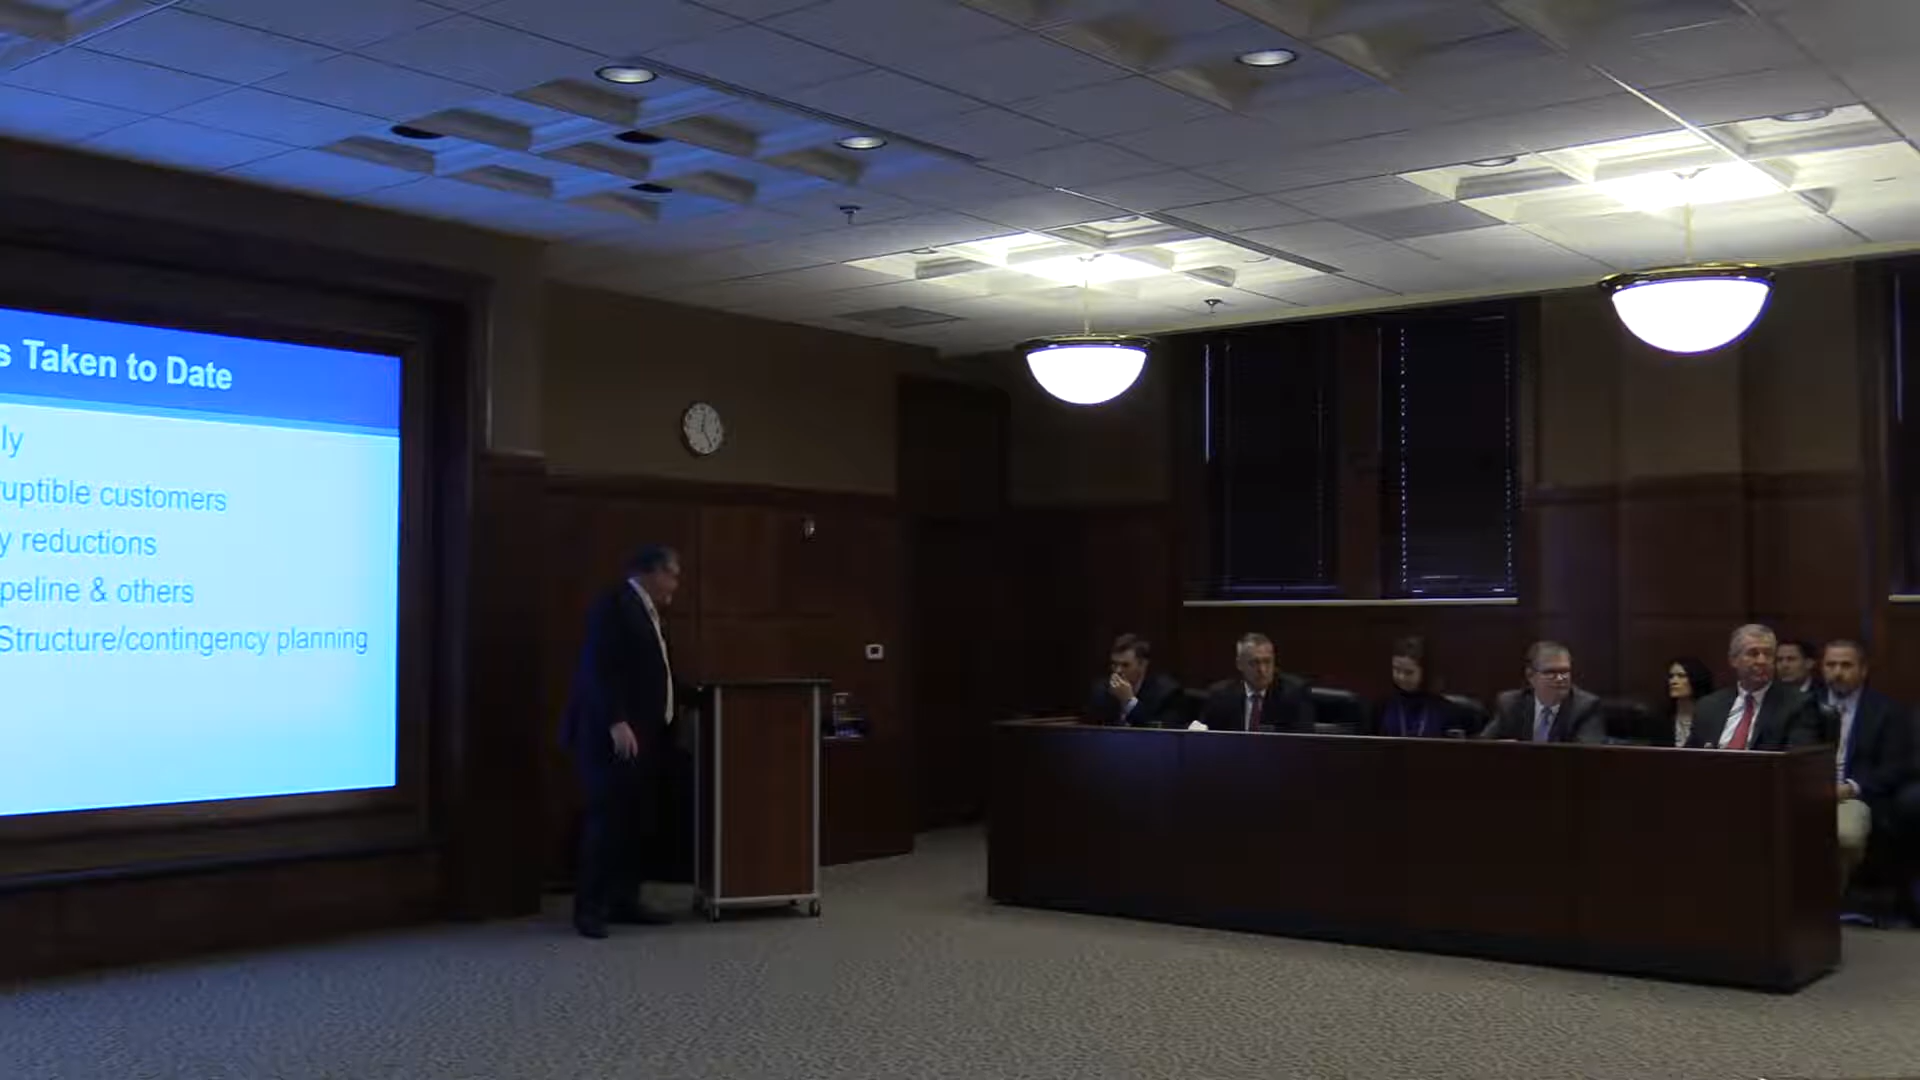 s Taken to Date
ly
ruptible customers
y reductions
peline & others
Structure/contingency planning